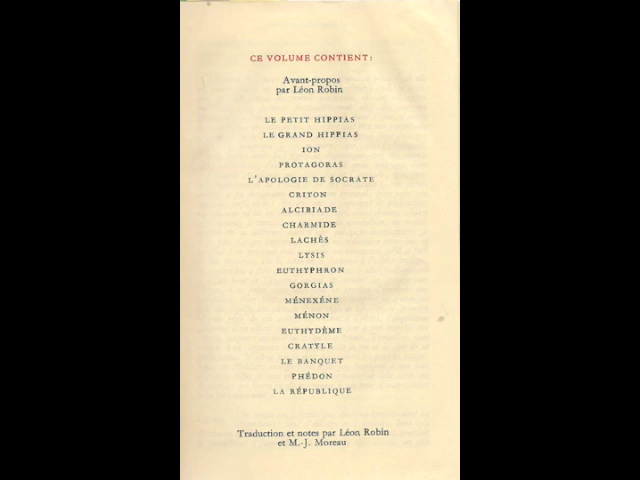 CE VOLUME CONTIENT:
Avant-propos
par Léon Robin
LE PETIT HIPPIAS
LE GRAND HIPPIAS
ION
PROTAGORAS
L'APOLOGIE DE SOCRATE
CRITON
ALCIBIADE
CHARMIDE
LACHÈS
LYSIS
EUTHYPHRON
GORGIAS
MÉNEXÉNE
MÉNON
EUTHYDÈME
CRATYLE
LE BANQUET
PHÉDON
LA RÉPUBLIQUE
Traduction et notes par Léon Robin
et M.-J. Moreau